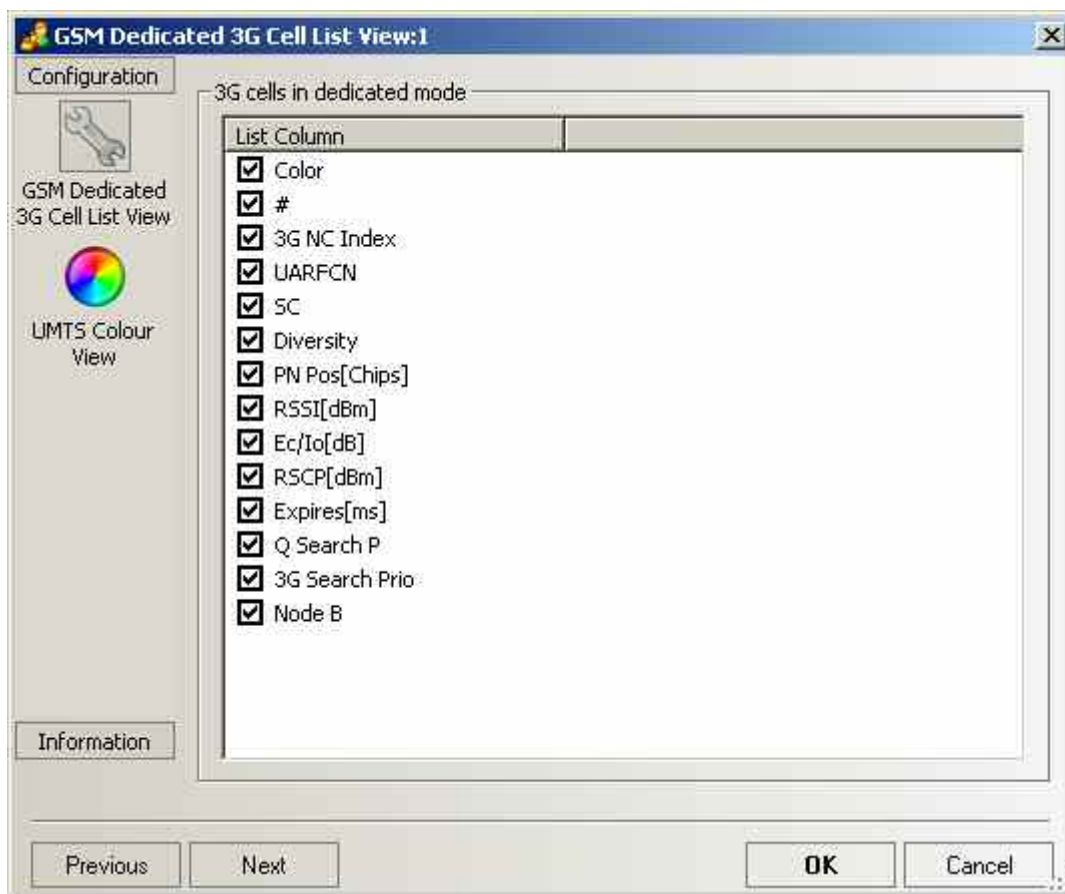 GSM Dedicated 3G Cell List View:1
Configuration
GSM Dedicated
3G Cell List View
UMTS Colour
View
Information
3G cells in dedicated mode
List Column
Color
#
3G NC Index
UARFCN
SC
Diversity
PN Pos[Chips]
RSSI[dBm]
Ec/Io[dB]
RSCP[dBm]
Expires[ms]
Q Search P
3G Search Prio
Node B
Previous
Next
OK
Cancel